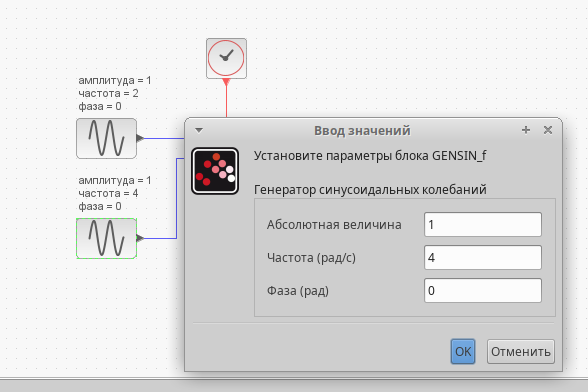 амплитуда = 1
частота = 2
фаза = 0
амплитуда = 1
частота = 4
фаза = 0
Ввод значений
Установите параметры блока GENSIN_f
Генератор синусоидальных колебаний
Абсолютная величина 1
Частота (рад/с) 4
Фаза (рад) 0
OK Отменить